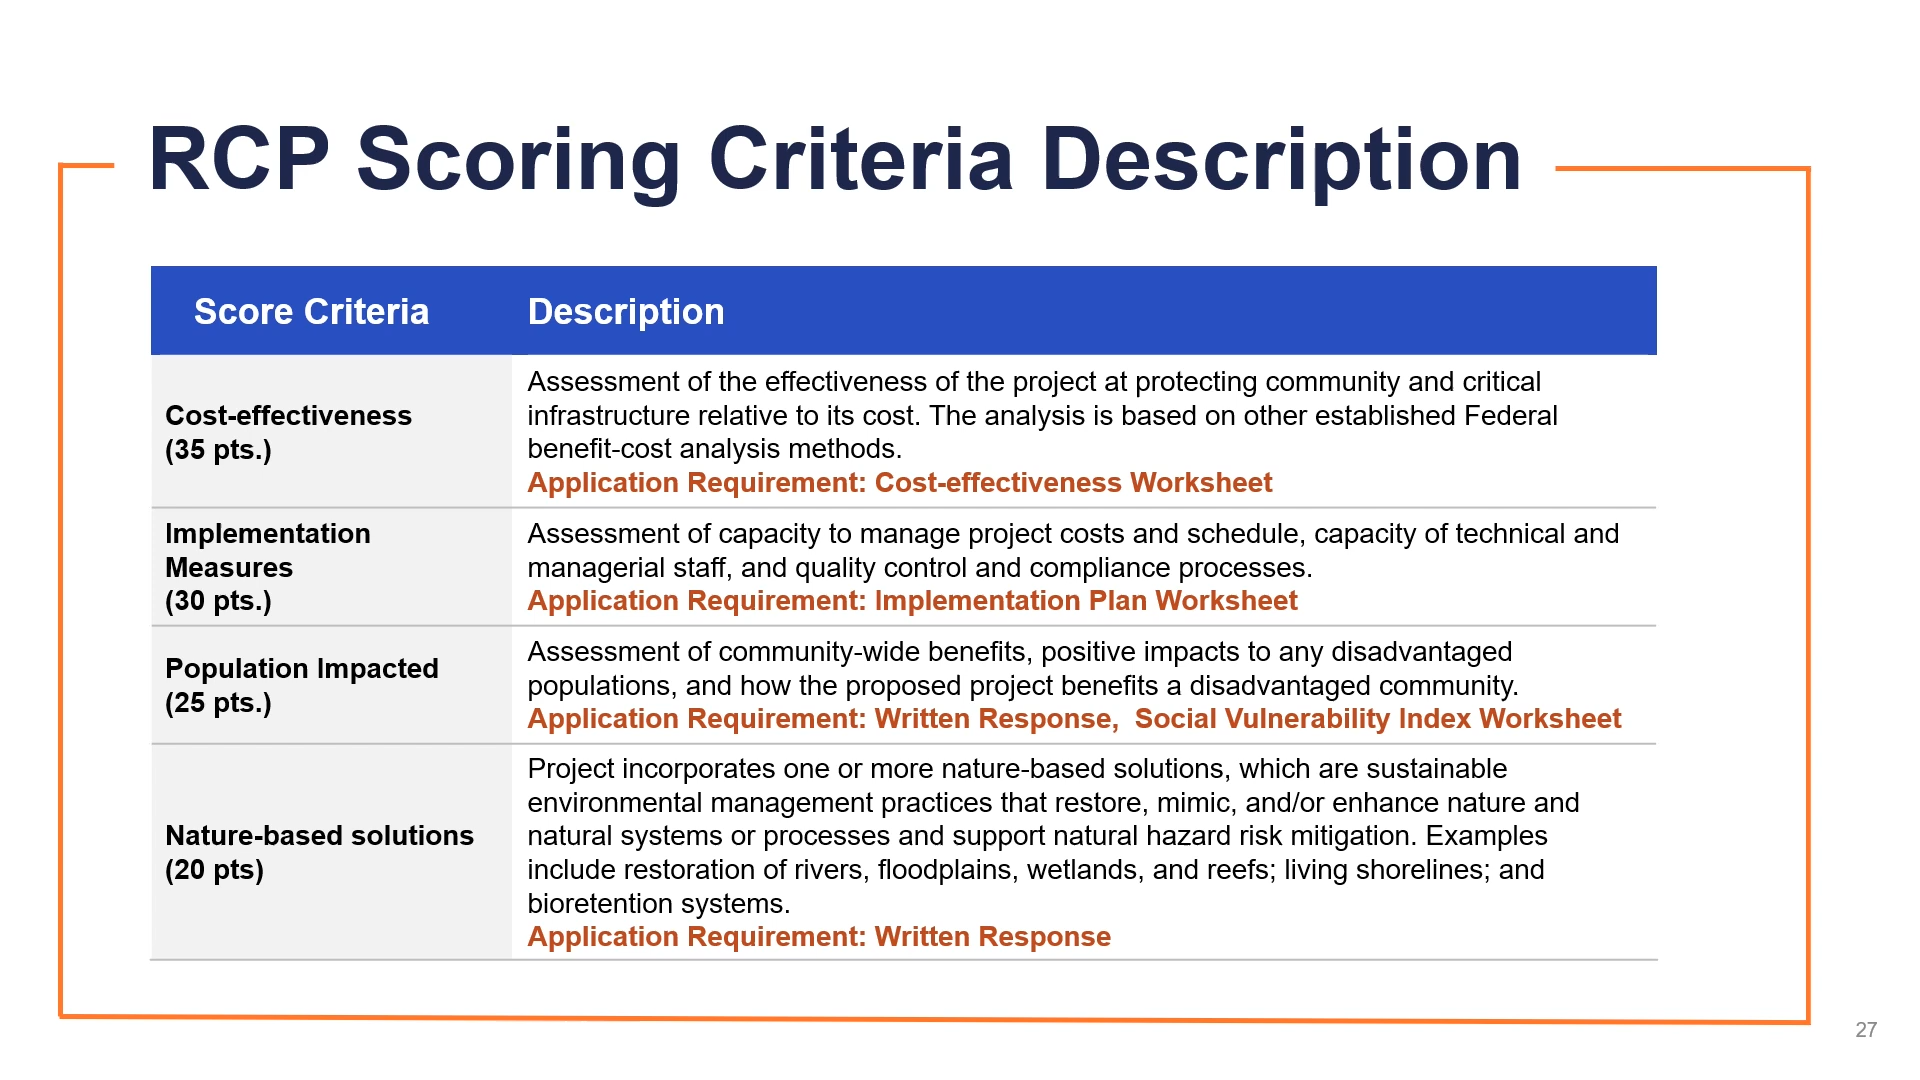 RCP Scoring Criteria Description
Score Criteria
Description
Cost-effectiveness
(35 pts.)
Assessment of the effectiveness of the project at protecting community and critical
infrastructure relative to its cost. The analysis is based on other established Federal
benefit-cost analysis methods.
Application Requirement: Cost-effectiveness Worksheet
Implementation
Measures
(30 pts.)
Assessment of capacity to manage project costs and schedule, capacity of technical and
managerial staff, and quality control and compliance processes.
Application Requirement: Implementation Plan Worksheet
Population Impacted
(25 pts.)
Assessment of community-wide benefits, positive impacts to any disadvantaged
populations, and how the proposed project benefits a disadvantaged community.
Application Requirement: Written Response,  Social Vulnerability Index Worksheet
Nature-based solutions
(20 pts)
Project incorporates one or more nature-based solutions, which are sustainable
environmental management practices that restore, mimic, and/or enhance nature and
natural systems or processes and support natural hazard risk mitigation. Examples
include restoration of rivers, floodplains, wetlands, and reefs; living shorelines; and
bioretention systems.
Application Requirement: Written Response
27